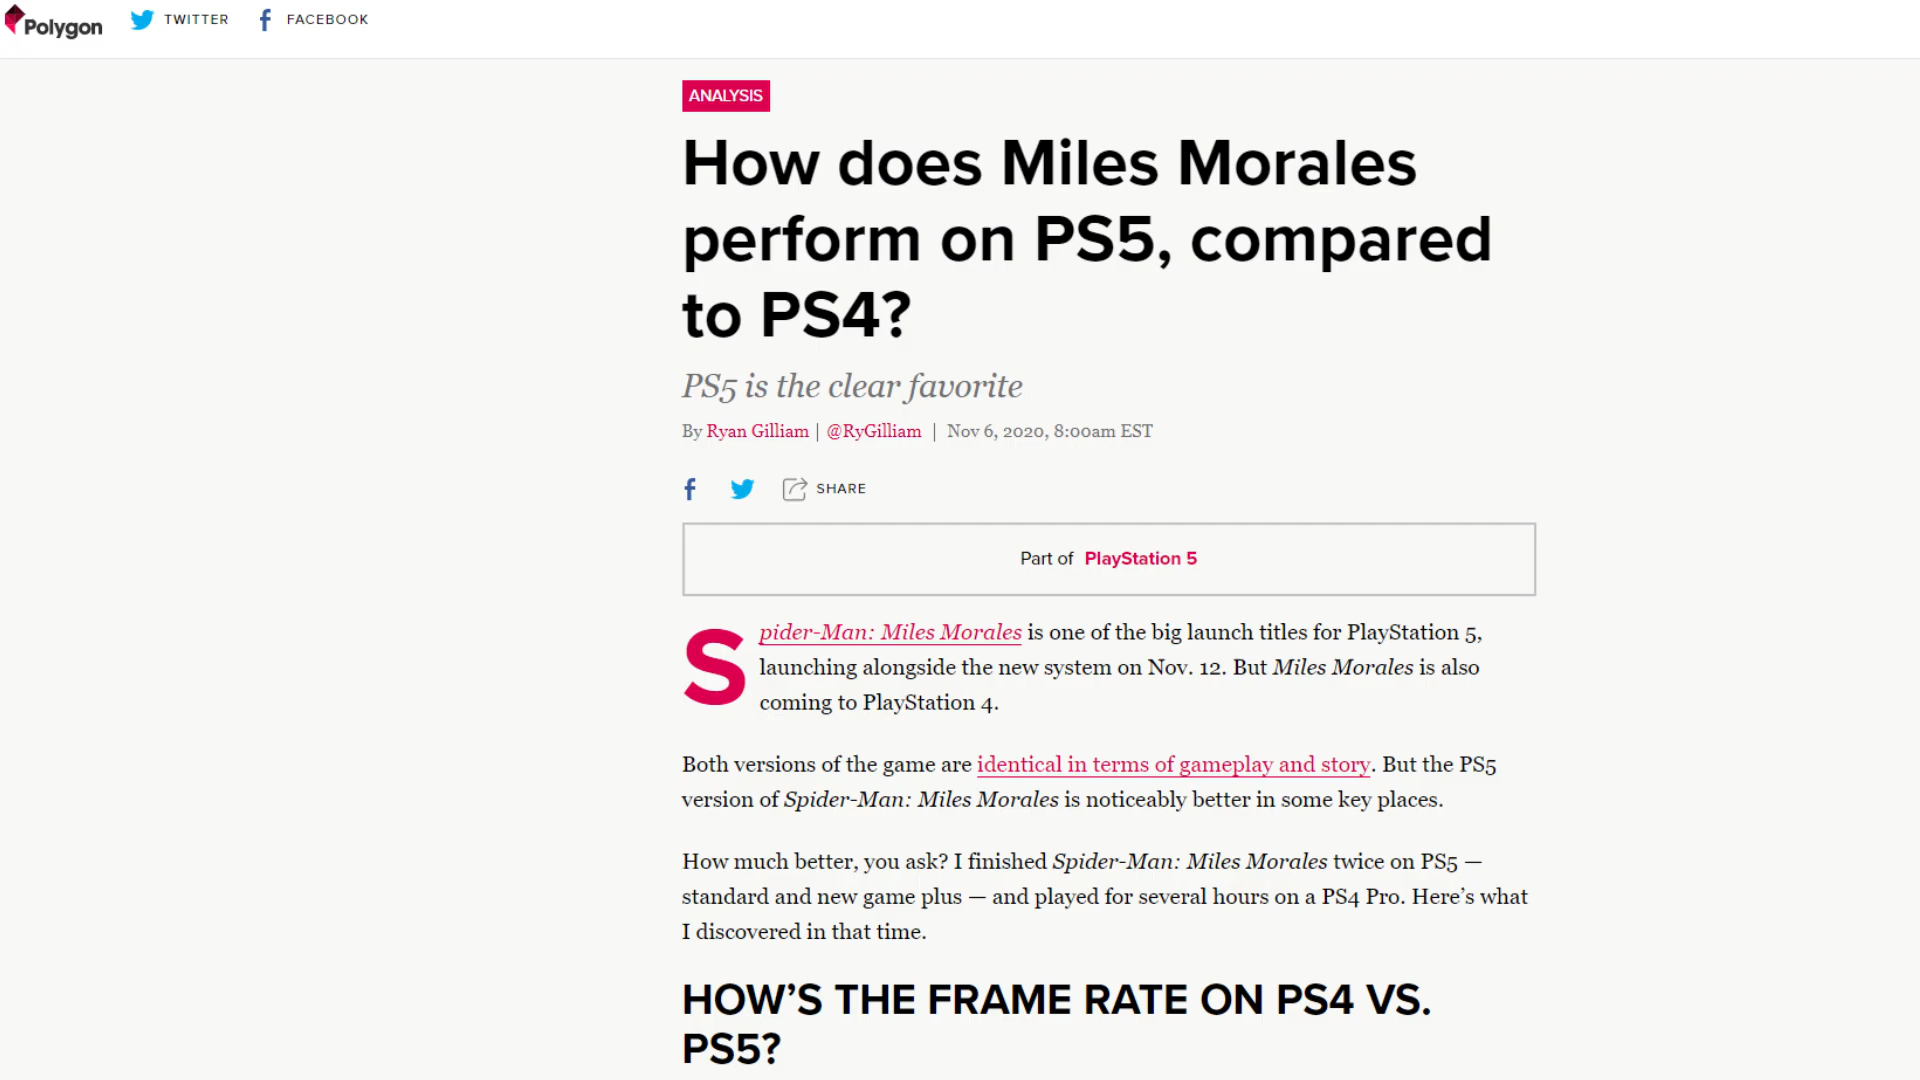 Polygon TWITTER FACEBOOK
ANALYSIS
How does Miles Morales
perform on PS5, compared
to PS4?
PS5 is the clear favorite
By Ryan Gilliam | @RyGilliam | Nov 6, 2020, 8:00am EST
SHARE
Part of PlayStation 5
Spider-Man: Miles Morales is one of the big launch titles for PlayStation 5,
launching alongside the new system on Nov. 12. But Miles Morales is also
coming to PlayStation 4.
Both versions of the game are identical in terms of gameplay and story. But the PS5
version of Spider-Man: Miles Morales is noticeably better in some key places.
How much better, you ask? I finished Spider-Man: Miles Morales twice on PS5 —
standard and new game plus — and played for several hours on a PS4 Pro. Here’s what
I discovered in that time.
HOW’S THE FRAME RATE ON PS4 VS.
PS5?